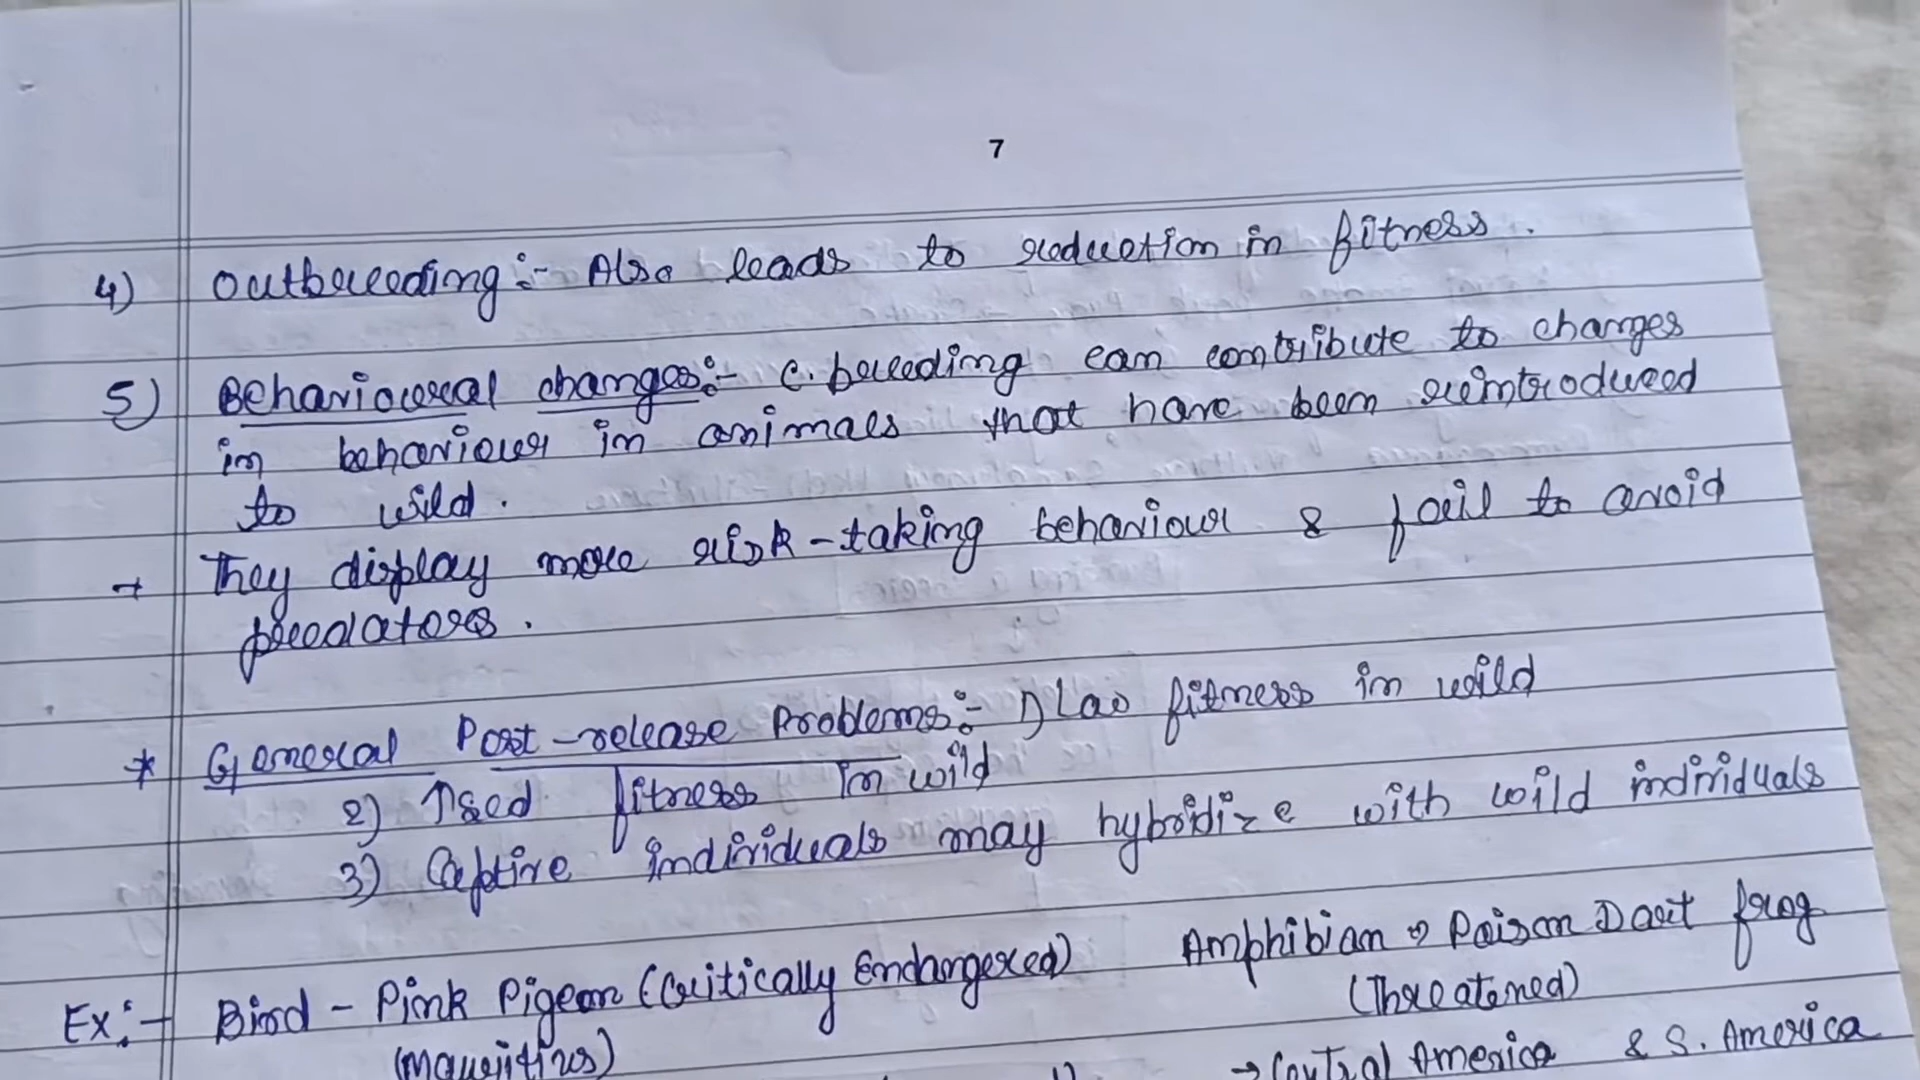 7
4) Outbreeding :- Also leads to reduction in fitness.
5) Behavioural changes :- C. breeding can contribute to changes
in behaviour in animals that have been reintroduced
to wild.
→ They display more risk-taking behaviour & fail to avoid
predators.
* General Post-release Problems :- 1) Low fitness in wild
2) fitness in wild
3) Captive individuals may hybridize with wild individuals
Ex :- Bird - Pink Pigeon (Critically Endangered) Amphibian → Poison Dart frog
(Mauritius) (Threatened)
→ Central America & S. America